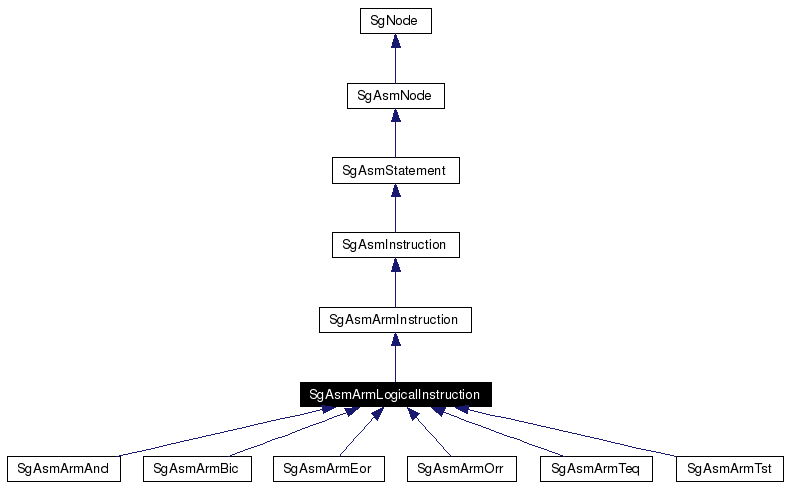 SgNode
SgAsmNode
SgAsmStatement
SgAsmInstruction
SgAsmArmInstruction
SgAsmArmLogicalInstruction
SgAsmArmAnd SgAsmArmBic SgAsmArmEor SgAsmArmOrr SgAsmArmTeq SgAsmArmTst